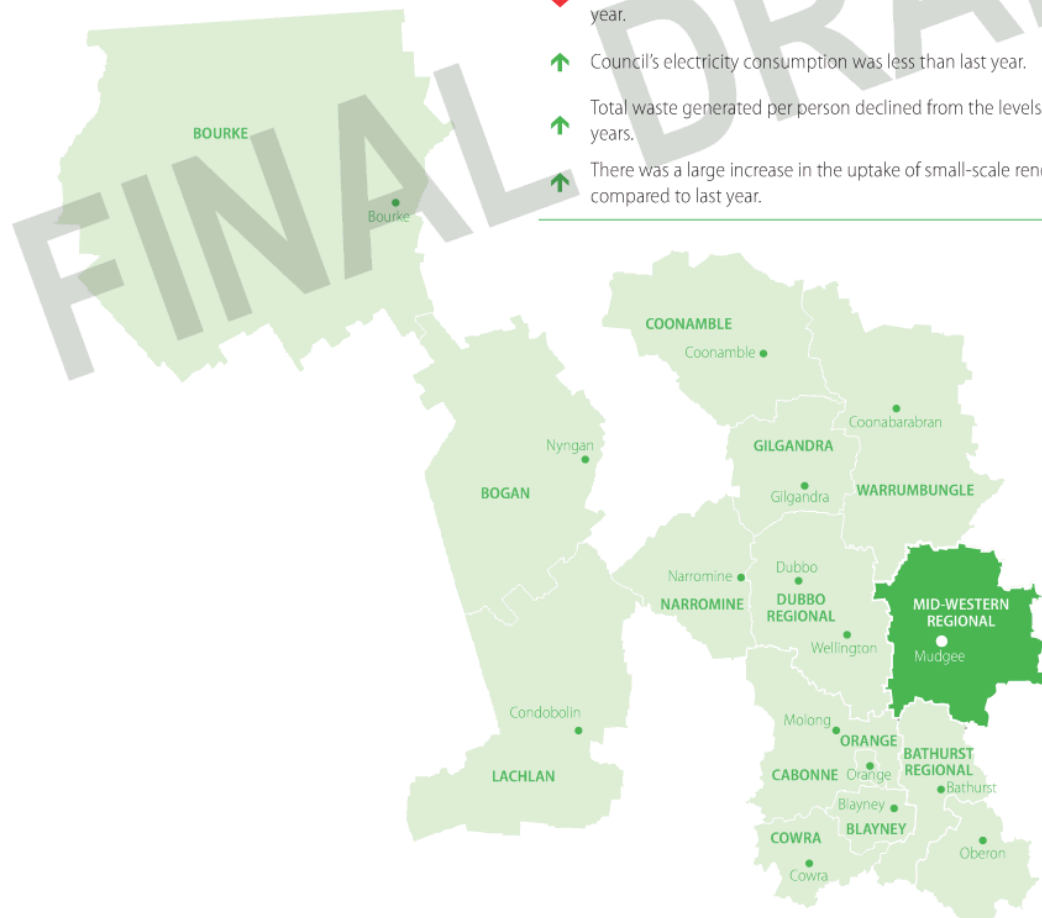 year.
Council's electricity consumption was less than last year.
Total waste generated per person declined from the levels
years.
There was a large increase in the uptake of small-scale
compared to last year.
FINAL
BOURKE
Bourke
COONAMBLE
Coonamble
Coonabarabran
GILGANDRA
Nyngan
Gilgandra
WARRUMBUNGLE
BOGAN
Narromine
NARROMINE
Dubbo
DUBBO
REGIONAL
Wellington
MID-WESTERN
REGIONAL
Mudgee
Condobolin
LACHLAN
Molong
ORANGE
CABONNE
Orange
BATHURST
REGIONAL
Bathurst
Blayney
BLAYNEY
COWRA
Cowra
Oberon